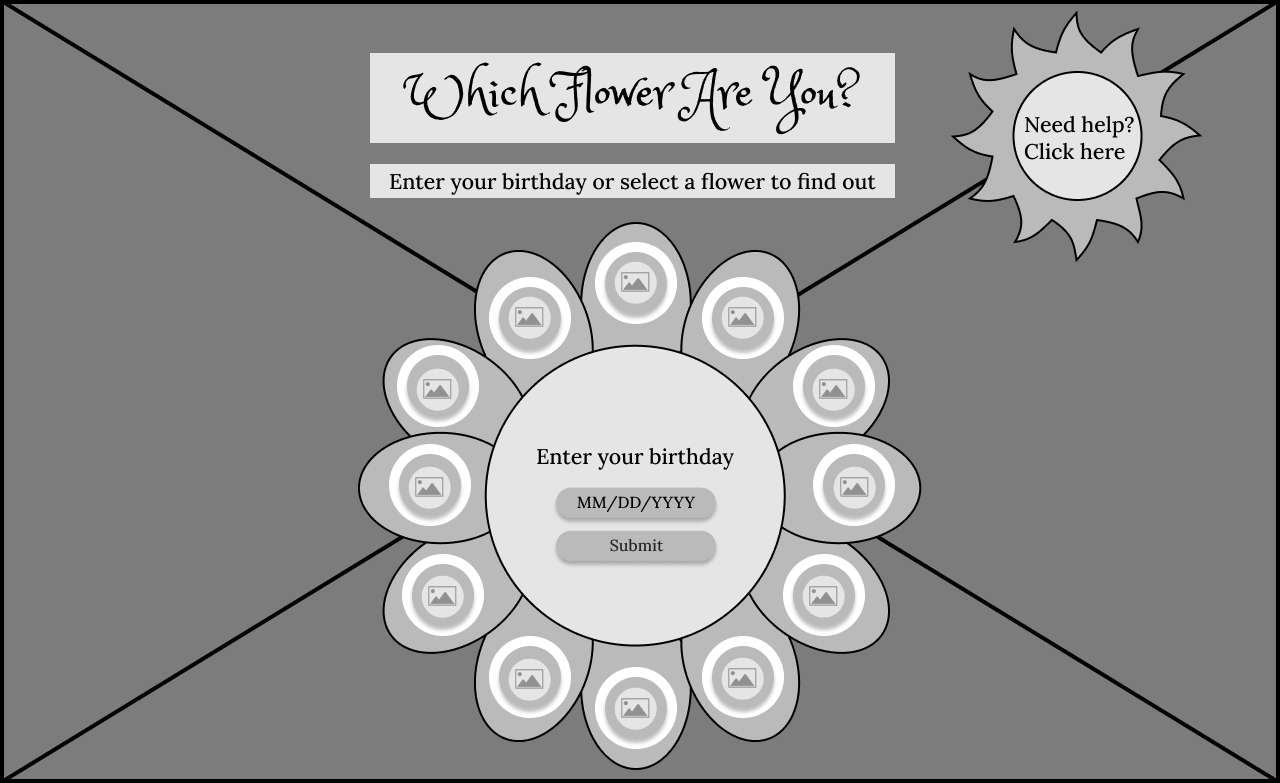 Which Flower Are You?
Enter your birthday or select a flower to find out
Need help?
Click here
Enter your birthday
MM/DD/YYYY
Submit